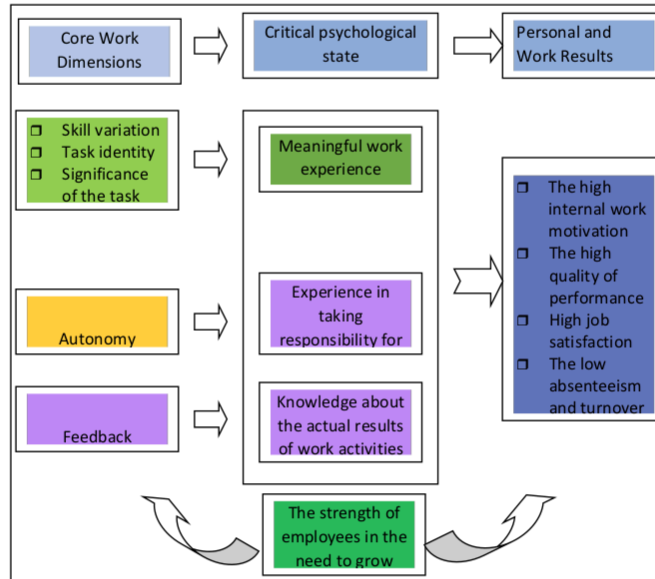 Core Work
Dimensions
Critical psychological
state
Personal and
Work Results
❒ Skill variation
❒ Task identity
❒ Significance
of the task
Meaningful work
experience
❒ The high
internal work
motivation
❒ The high
quality of
performance
❒ High job
satisfaction
❒ The low
absenteeism
and turnover
Autonomy
Experience in
taking
responsibility for
Feedback
Knowledge about
the actual results
of work activities
The strength of
employees in the
need to grow